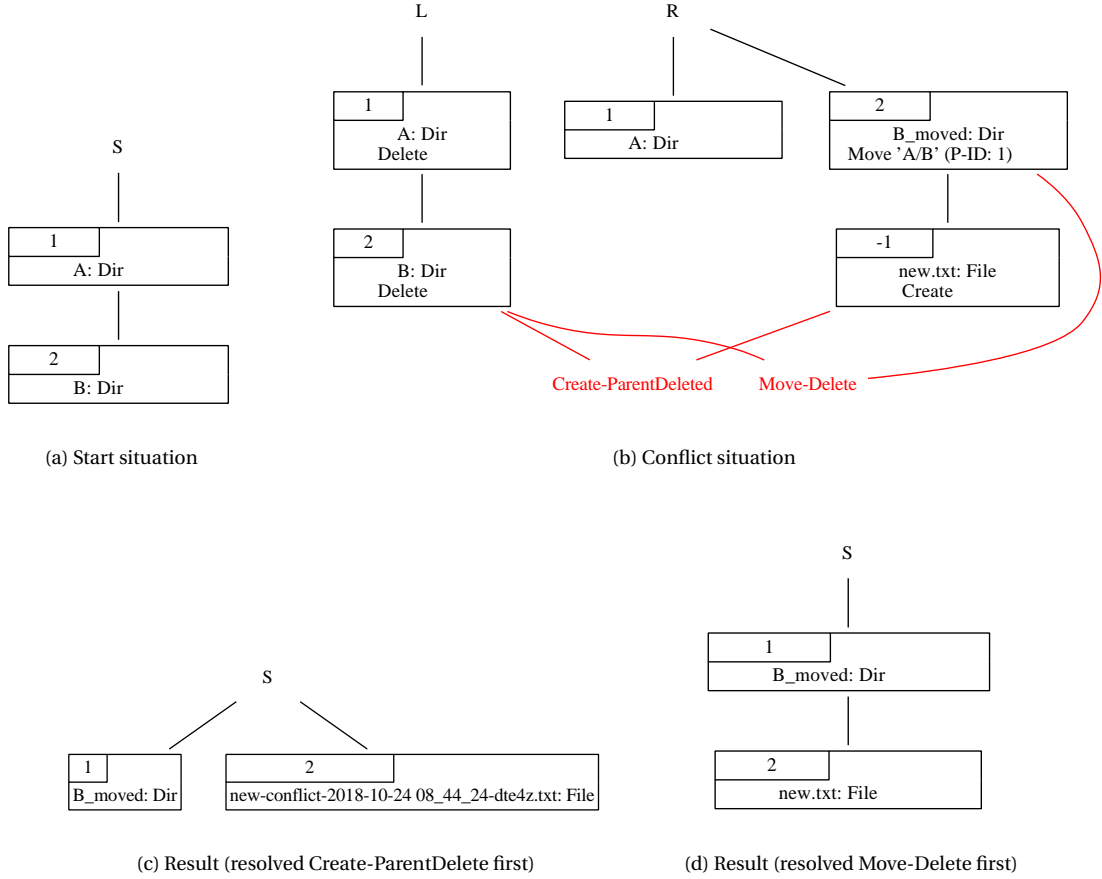 S
1
A: Dir
2
B: Dir
(a) Start situation
L
1
A: Dir
Delete
2
B: Dir
Delete
R
1
A: Dir
2
B_moved: Dir
Move 'A/B' (P-ID: 1)
-1
new.txt: File
Create
Create-ParentDeleted
Move-Delete
(b) Conflict situation
S
1
B_moved: Dir
2
new-conflict-2018-10-24 08_44_24-dte4z.txt: File
(c) Result (resolved Create-ParentDelete first)
S
1
B_moved: Dir
2
new.txt: File
(d) Result (resolved Move-Delete first)